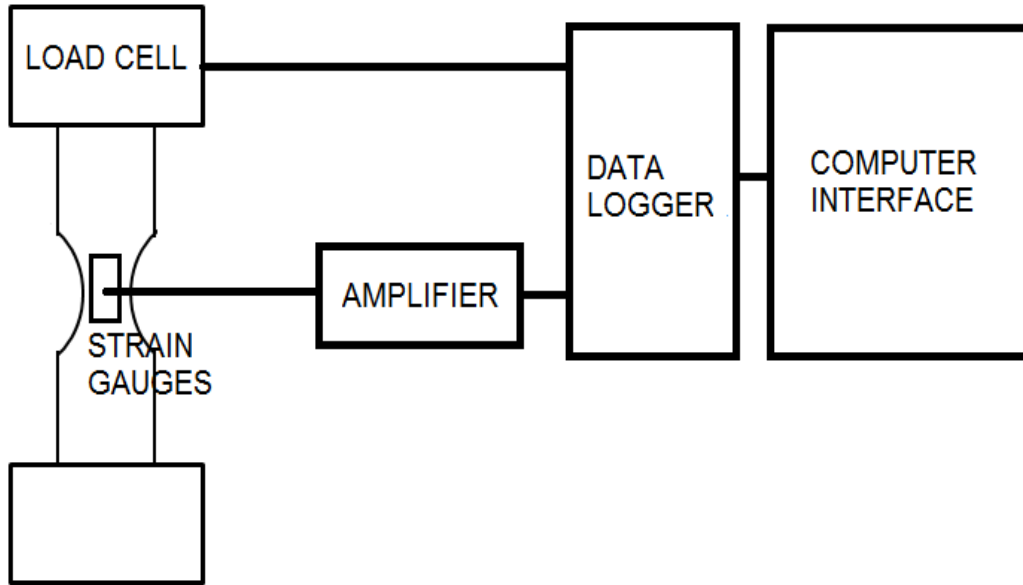 LOAD CELL
DATA
LOGGER
COMPUTER
INTERFACE
AMPLIFIER
STRAIN
GAUGES